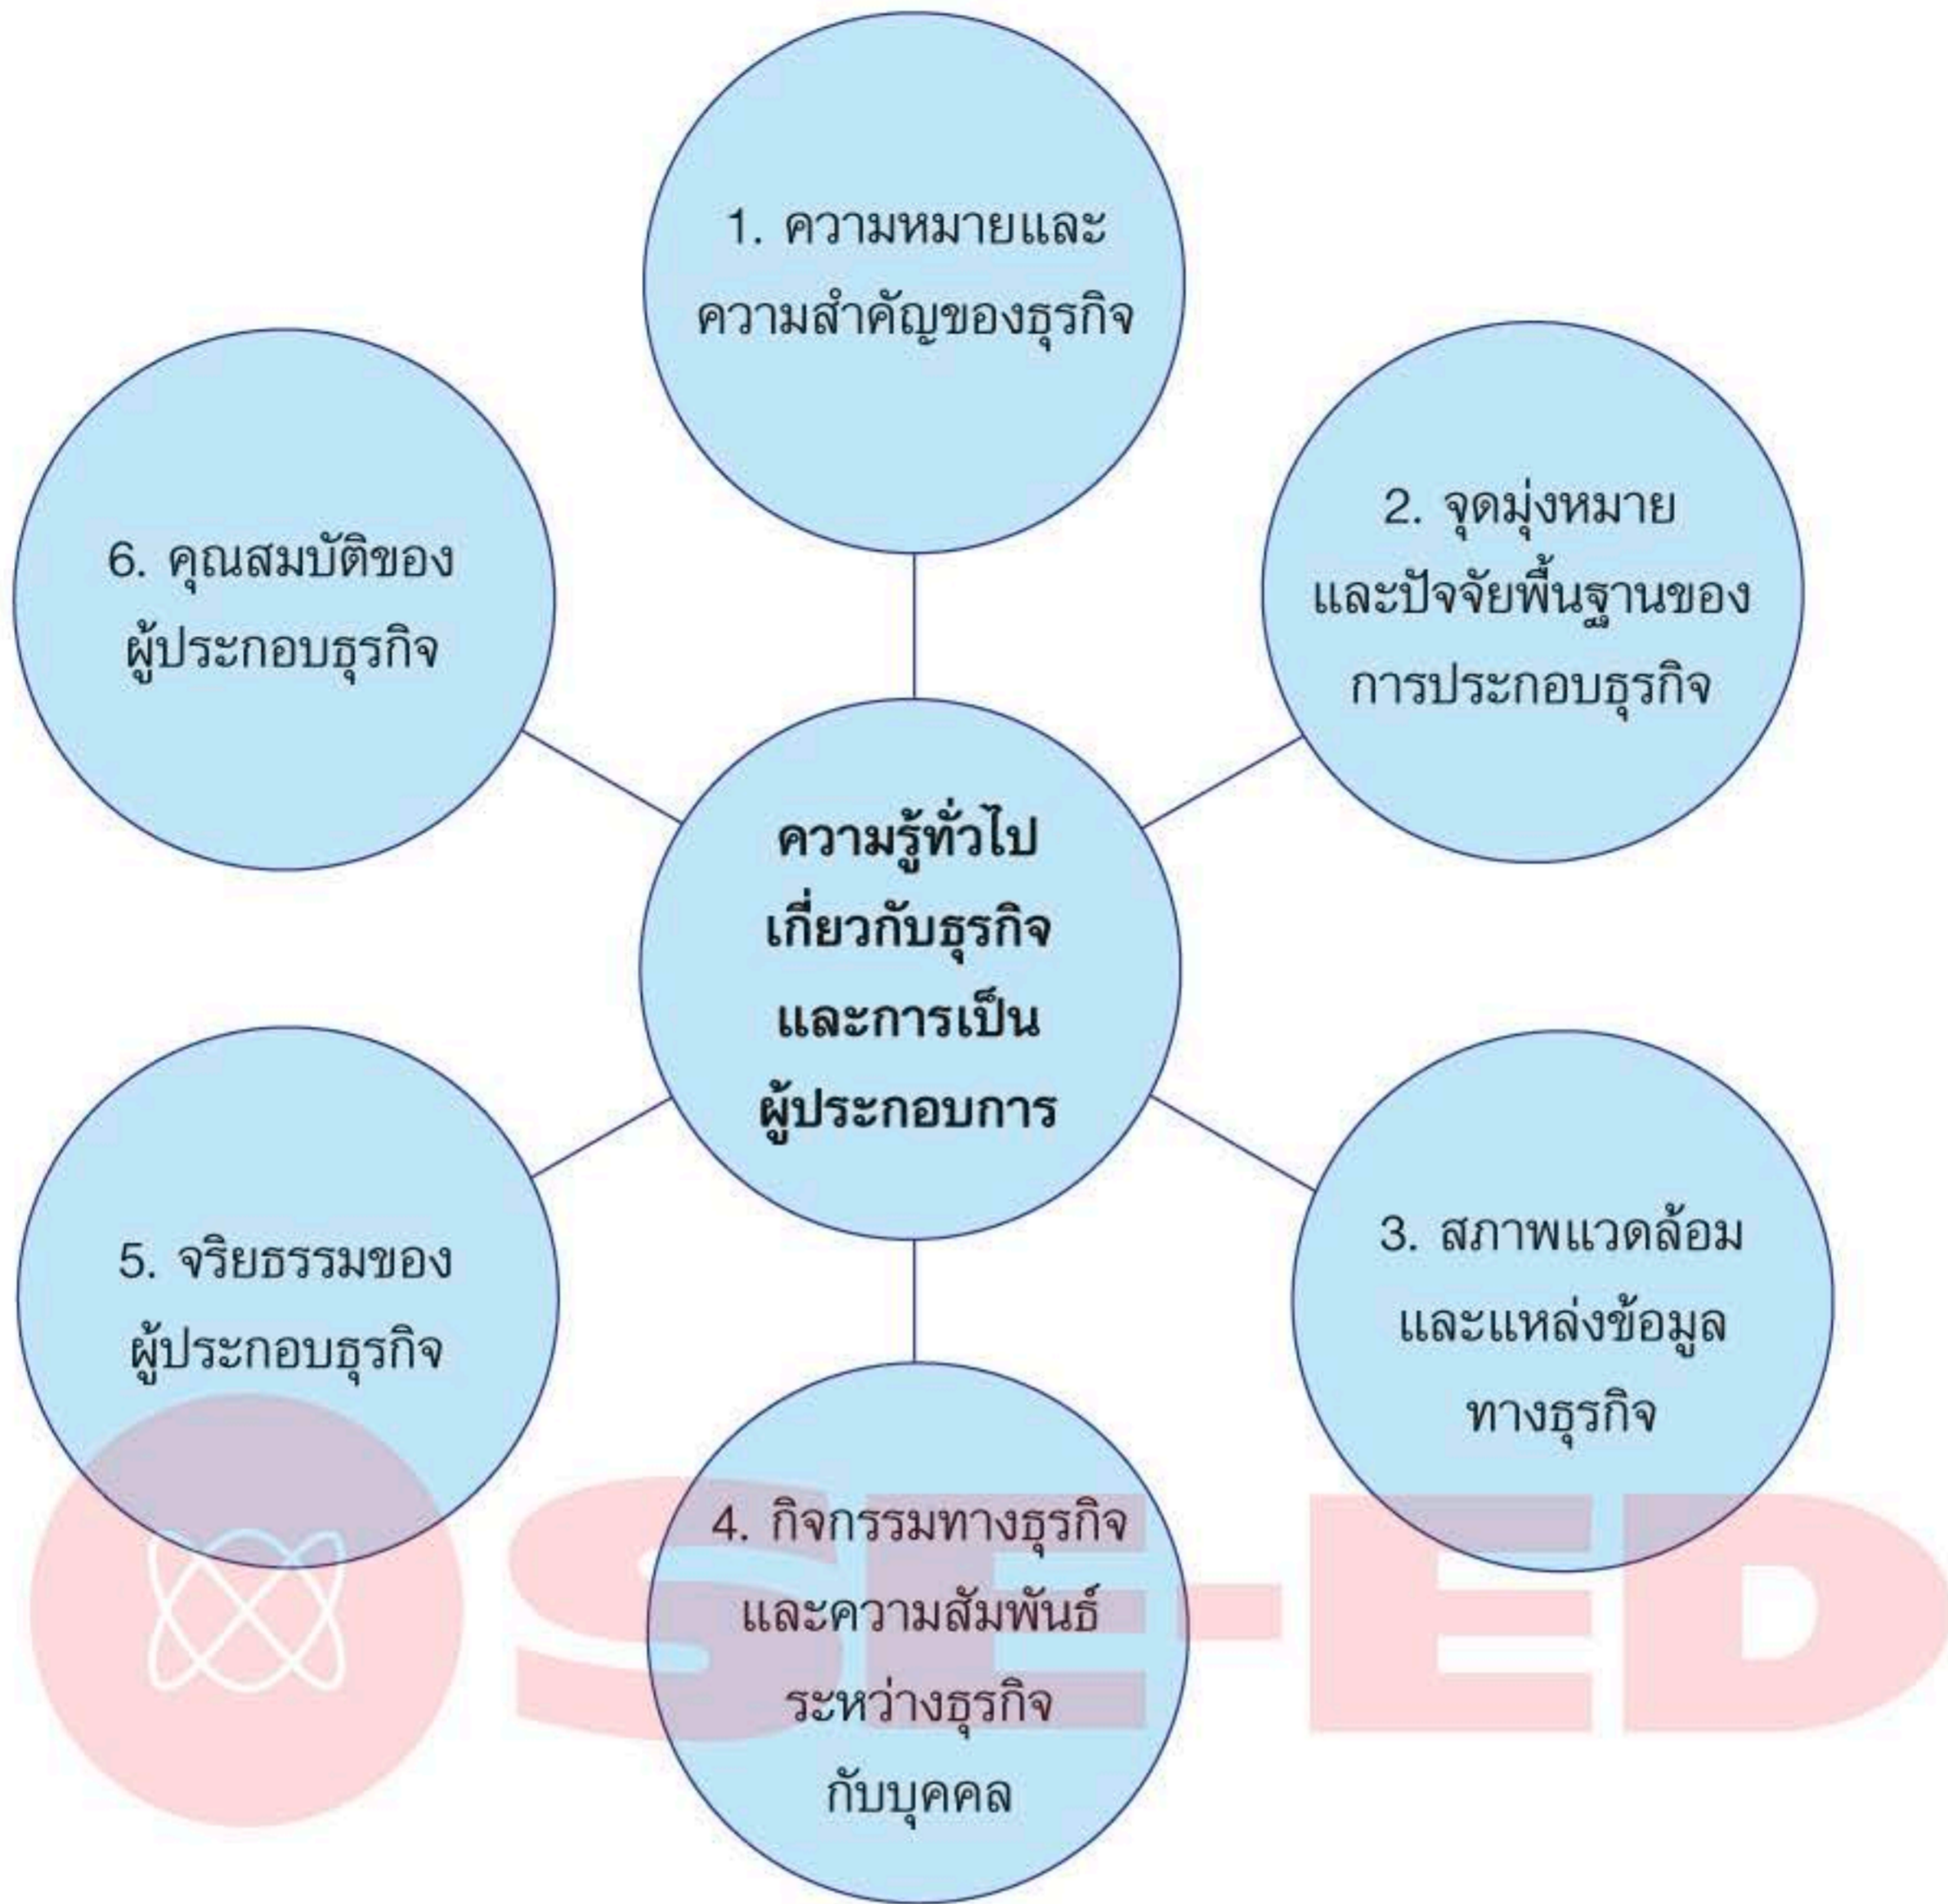 1. ความหมายและ
ความสำคัญของธุรกิจ
2. จุดมุ่งหมาย
และปัจจัยพื้นฐานของ
การประกอบธุรกิจ
6. คุณสมบัติของ
ผู้ประกอบธุรกิจ
ความรู้ทั่วไป
เกี่ยวกับธุรกิจ
และการเป็น
ผู้ประกอบการ
3. สภาพแวดล้อม
และแหล่งข้อมูล
ทางธุรกิจ
5. จริยธรรมของ
ผู้ประกอบธุรกิจ
4. กิจกรรมทางธุรกิจ
และความสัมพันธ์
ระหว่างธุรกิจ
กับบุคคล
SE-ED